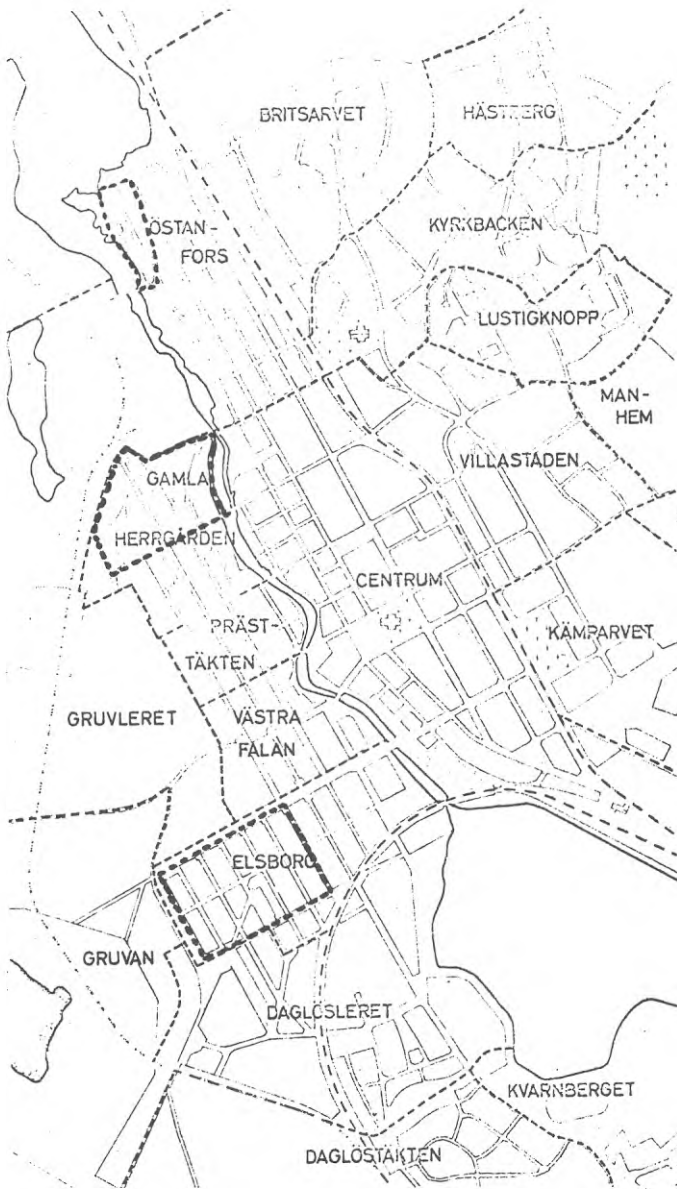 BRITSARVET
HÄSTBERG
ÖSTAN-
FORS
KYRKBACKEN
LUSTIGKNOPP
MAN-
HEM
VILLASTADEN
GAMLA
HERRGÅRDEN
CENTRUM
KÄMPARVET
PRÄST-
TÄKTEN
GRUVLERET
VÄSTRA
FALAN
ELSBORG
GRUVAN
DAGLÖSLERET
KVARNBERGET
DAGLÖSTÄKTEN